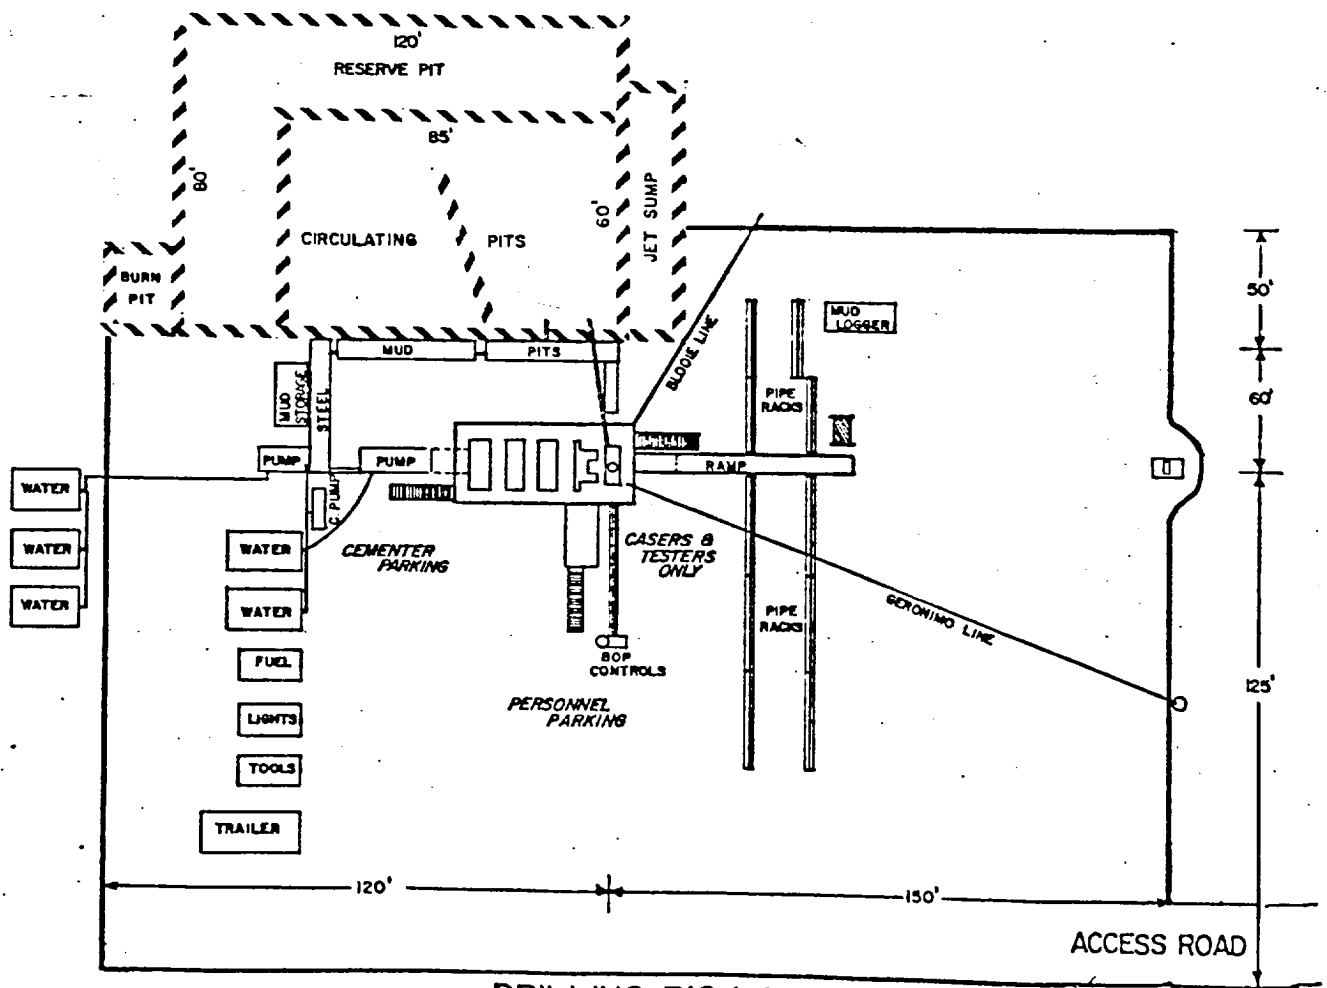 120'
RESERVE PIT
85'
80'
60'
JET SUMP
CIRCULATING PITS
BURN
PIT
50'
MUD
LOGGER
BLOOIE LINE
MUD PITS
MUD
STORAGE
STEEL
PIPE
RACKS
60'
PUMP
PUMP
RAMP
WATER
C. PUMP
WATER
WATER
WATER
WATER
CEMENTER
PARKING
CASERS &
TESTERS
ONLY
GERONIMO LINE
PIPE
RACKS
BOP
CONTROLS
FUEL
125'
PERSONNEL
PARKING
LIGHTS
TOOLS
TRAILER
120'
150'
ACCESS ROAD